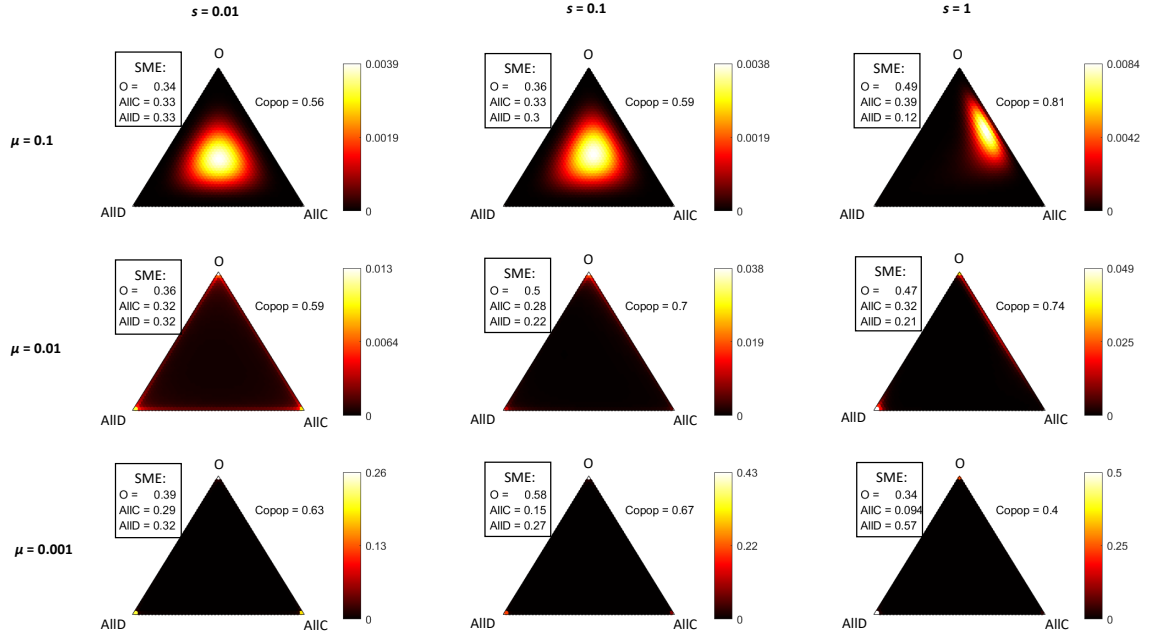 s = 0.01
s = 0.1
s = 1
μ = 0.1
SME:
O = 0.34
AllC = 0.33
AllD = 0.33
O
Copop = 0.56
AllD
AllC
0.0039
0.0019
0
SME:
O = 0.36
AllC = 0.33
AllD = 0.3
O
Copop = 0.59
AllD
AllC
0.0038
0.0019
0
SME:
O = 0.49
AllC = 0.39
AllD = 0.12
O
Copop = 0.81
AllD
AllC
0.0084
0.0042
0
μ = 0.01
SME:
O = 0.36
AllC = 0.32
AllD = 0.32
O
Copop = 0.59
AllD
AllC
0.013
0.0064
0
SME:
O = 0.5
AllC = 0.28
AllD = 0.22
O
Copop = 0.7
AllD
AllC
0.038
0.019
0
SME:
O = 0.47
AllC = 0.32
AllD = 0.21
O
Copop = 0.74
AllD
AllC
0.049
0.025
0
μ = 0.001
SME:
O = 0.39
AllC = 0.29
AllD = 0.32
O
Copop = 0.63
AllD
AllC
0.26
0.13
0
SME:
O = 0.58
AllC = 0.15
AllD = 0.27
O
Copop = 0.67
AllD
AllC
0.43
0.22
0
SME:
O = 0.34
AllC = 0.094
AllD = 0.57
O
Copop = 0.4
AllD
AllC
0.5
0.25
0